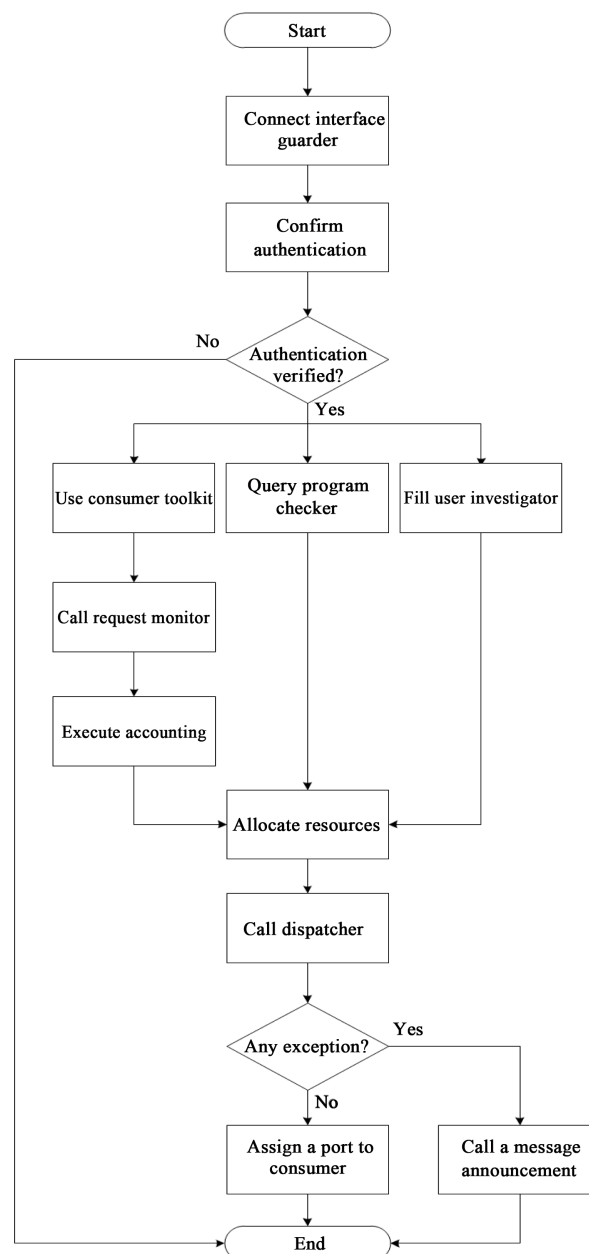 Start
Connect interface
guarder
Confirm
authentication
No
Authentication
verified?
Yes
Use consumer toolkit
Query program
checker
Fill user investigator
Call request monitor
Execute accounting
Allocate resources
Call dispatcher
Any exception?
Yes
No
Assign a port to
consumer
Call a message
announcement
End